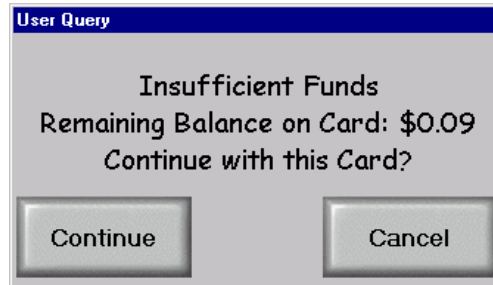 User Query
Insufficient Funds
Remaining Balance on Card: $0.09
Continue with this Card?
Continue
Cancel